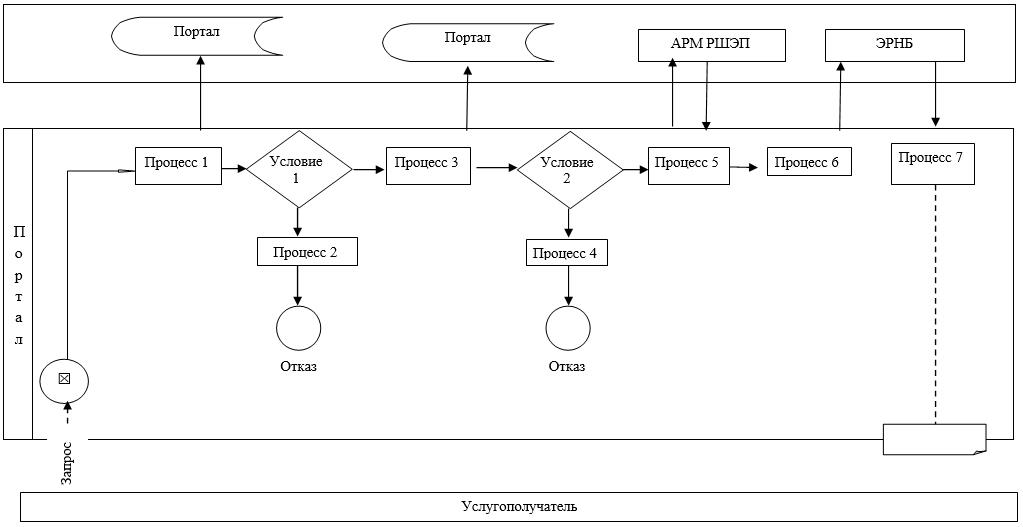 Портал
Портал
АРМ РШЭП
ЭРНБ
Портал
Процесс 1
Условие
1
Процесс 3
Условие
2
Процесс 5
Процесс 6
Процесс 7
Процесс 2
Процесс 4
Отказ
Отказ
Запрос
Услугополучатель